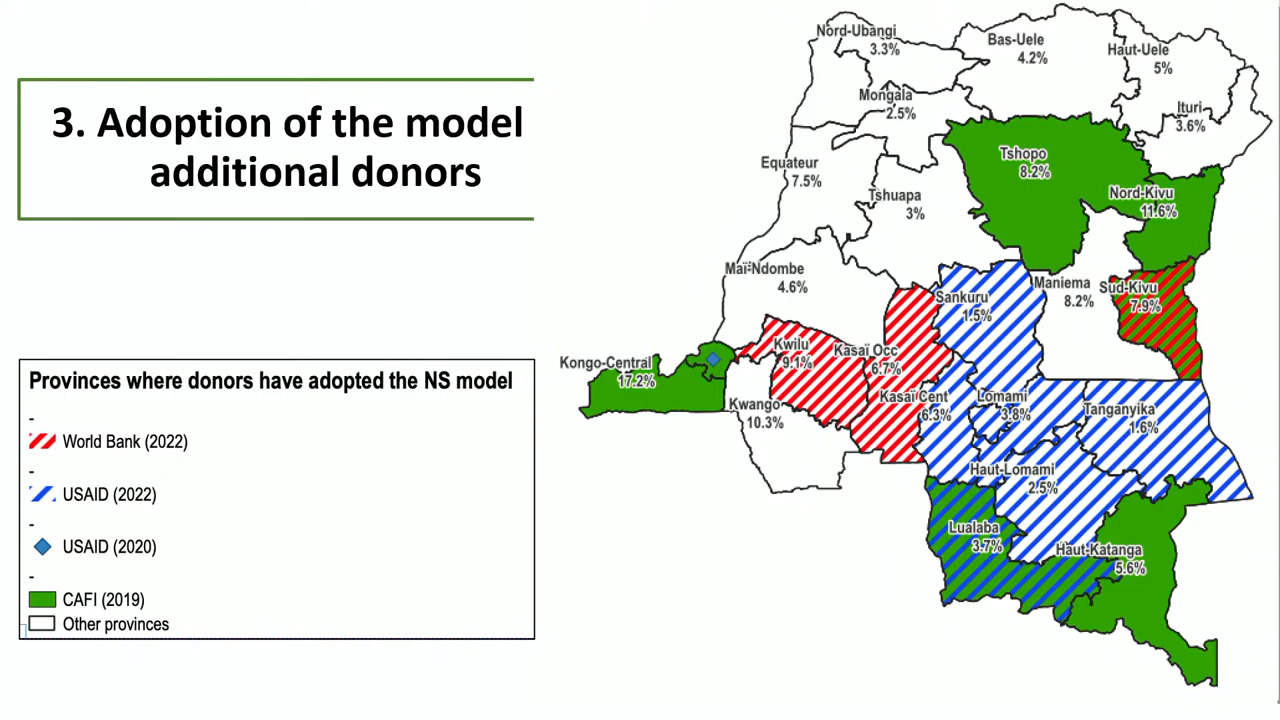 3. Adoption of the model
additional donors
Provinces where donors have adopted the NS model
-
World Bank (2022)
-
USAID (2022)
-
USAID (2020)
-
CAFI (2019)
Other provinces
Nord-Ubangi
3.3%
Bas-Uele
4.2%
Haut-Uele
5%
Mongala
2.5%
Ituri
3.6%
Equateur
7.5%
Tshopo
8.2%
Tshuapa
3%
Nord-Kivu
11.6%
Maï-Ndombe
4.6%
Sankuru
1.5%
Maniema
8.2%
Sud-Kivu
7.9%
Kongo-Central
17.2%
Kwilu
9.1%
Kasaï Occ
6.7%
Kwango
10.3%
Kasaï Cent
6.3%
Lomami
3.8%
Tanganyika
1.6%
Haut-Lomami
2.5%
Lualaba
3.7%
Haut-Katanga
5.6%